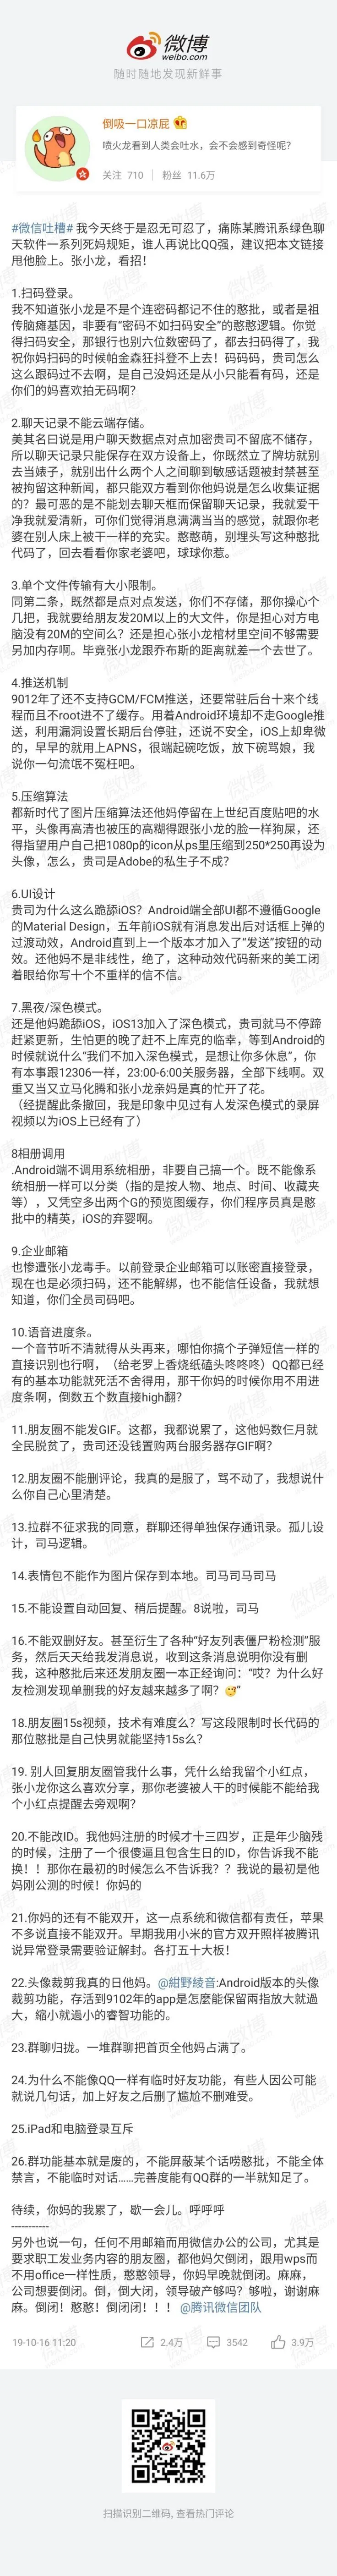 微博
weibo.com
随时随地发现新鲜事
倒吸一口凉屁
喷火龙看到人类会吐水，会不会感到奇怪呢？
关注 710 粉丝 11.6万
#微信吐槽# 我今天终于是忍无可忍了，痛陈某腾讯系绿色聊
天软件一系列死妈规矩，谁人再说比QQ强，建议把本文链接
甩他脸上。张小龙，看招！
1.扫码登录。
我不知道张小龙是不是个连密码都记不住的憨批，或者是祖
传脑瘫基因，非要有“密码不如扫码安全”的憨憨逻辑。你觉
得扫码安全，那银行也别六位数密码了，都去扫码得了，我
祝你妈扫码的时候帕金森狂抖登不上去！码码码，贵司怎么
这么跟码过不去啊，是自己没妈还是从小只能看有码，还是
你们的妈喜欢拍无码啊？
2.聊天记录不能云端存储。
美其名曰说是用户聊天数据点对点加密贵司不留底不储存，
所以聊天记录只能保存在双方设备上，你既然立了牌坊就别
去当婊子，就别出什么两个人之间聊到敏感话题被封禁甚至
被拘留这种新闻，都只能双方看到你他妈说是怎么收集证据
的？最可恶的是不能划去聊天框而保留聊天记录，我就爱干
净我就爱清新，可你们觉得消息满满当当的感觉，就跟你老
婆在别人床上被干一样的充实。憨憨萌，别埋头写这种憨批
代码了，回去看看你家老婆吧，球球你惹。
3.单个文件传输有大小限制。
同第二条，既然都是点对点发送，你们不存储，那你操心个
几把，我就要给朋友发20M以上的大文件，你是担心对方电
脑没有20M的空间么？还是担心张小龙棺材里空间不够需要
另加内存啊。毕竟张小龙跟乔布斯的距离就差一个去世了。
4.推送机制
9012年了还不支持GCM/FCM推送，还要常驻后台十来个线
程而且不root进不了缓存。用着Android环境却不走Google推
送，利用漏洞设置长期后台停驻，还说不安全，iOS上却卑微
的，早早的就用上APNS，很端起碗吃饭，放下碗骂娘，我
说你一句流氓不冤枉吧。
5.压缩算法
都新时代了图片压缩算法还他妈停留在上世纪百度贴吧的水
平，头像再高清也被压的高糊得跟张小龙的脸一样狗屎，还
得指望用户自己把1080p的icon从ps里压缩到250*250再设为
头像，怎么，贵司是Adobe的私生子不成？
6.UI设计
贵司为什么这么跪舔iOS？Android端全部UI都不遵循Google
的Material Design，五年前iOS就有消息发出后对话框上弹的
过渡动效，Android直到上一个版本才加入了“发送”按钮的动
效。还他妈不是非线性，绝了，这种动效代码新来的美工闭
着眼给你写十个不重样的信不信。
7.黑夜/深色模式。
还是他妈跪舔iOS，iOS13加入了深色模式，贵司就马不停蹄
赶紧更新，生怕更的晚了赶不上库克的临幸，等到Android的
时候就说什么“我们不加入深色模式，是想让你多休息”，你
有本事跟12306一样，23:00-6:00关服务器，全部下线啊。双
重又当又立马化腾和张小龙亲妈是真的忙开了花。
（经提醒此条撤回，我是印象中见过有人发深色模式的录屏
视频以为iOS上已经有了）
8相册调用
.Android端不调用系统相册，非要自己搞一个。既不能像系
统相册一样可以分类（指的是按人物、地点、时间、收藏夹
等），又凭空多出两个G的预览图缓存，你们程序员真是憨
批中的精英，iOS的弃婴啊。
9.企业邮箱
也惨遭张小龙毒手。以前登录企业邮箱可以账密直接登录，
现在也是必须扫码，还不能解绑，也不能信任设备，我就想
知道，你们全员司码吧。
10.语音进度条。
一个音节听不清就得从头再来，哪怕你搞个子弹短信一样的
直接识别也行啊，（给老罗上香烧纸磕头咚咚咚）QQ都已经
有的基本功能就死活不舍得用，那干你妈的时候你用不用进
度条啊，倒数五个数直接high翻？
11.朋友圈不能发GIF。这都，我都说累了，这他妈数仨月就
全民脱贫了，贵司还没钱置购两台服务器存GIF啊？
12.朋友圈不能删评论，我真的是服了，骂不动了，我想说什
么你自己心里清楚。
13.拉群不征求我的同意，群聊还得单独保存通讯录。孤儿设
计，司马逻辑。
14.表情包不能作为图片保存到本地。司马司马司马
15.不能设置自动回复、稍后提醒。8说啦，司马
16.不能双删好友。甚至衍生了各种“好友列表僵尸粉检测”服
务，然后天天给我发消息说，收到这条消息说明你没有删
我，这种憨批后来还发朋友圈一本正经询问：“哎？为什么好
友检测发现单删我的好友越来越多了啊？”
18.朋友圈15s视频，技术有难度么？写这段限制时长代码的
那位憨批是自己快男就能坚持15s么？
19. 别人回复朋友圈管我什么事，凭什么给我留个小红点，
张小龙你这么喜欢分享，那你老婆被人干的时候能不能给我
个小红点提醒去旁观啊？
20.不能改ID。我他妈注册的时候才十三四岁，正是年少脑残
的时候，注册了一个很傻逼且包含生日的ID，你告诉我不能
换！！那你在最初的时候怎么不告诉我？？我说的最初是他
妈刚公测的时候！你妈的
21.你妈的还有不能双开，这一点系统和微信都有责任，苹果
不多说直接不能双开。早期我用小米的官方双开照样被腾讯
说异常登录需要验证解封。各打五十大板！
22.头像裁剪我真的日他妈。@紺野綾音:Android版本的头像
裁剪功能，存活到9102年的app是怎麼能保留兩指放大就過
大，縮小就過小的睿智功能的。
23.群聊归拢。一堆群聊把首页全他妈占满了。
24.为什么不能像QQ一样有临时好友功能，有些人因公可能
就说几句话，加上好友之后删了尴尬不删难受。
25.iPad和电脑登录互斥
26.群功能基本就是废的，不能屏蔽某个话唠憨批，不能全体
禁言，不能临时对话……完善度能有QQ群的一半就知足了。
待续，你妈的我累了，歇一会儿。呼呼呼
-----------
另外也说一句，任何不用邮箱而用微信办公的公司，尤其是
要求职工发业务内容的朋友圈，都他妈欠倒闭，跟用wps而
不用office一样性质，憨憨领导，你妈早晚就倒闭。麻麻，
公司想要倒闭。倒，倒大闭，领导破产够吗？够啦，谢谢麻
麻。倒闭！憨憨！倒闭闭！！！ @腾讯微信团队
19-10-16 11:20 2.4万 3542 3.9万
扫描识别二维码, 查看热门评论